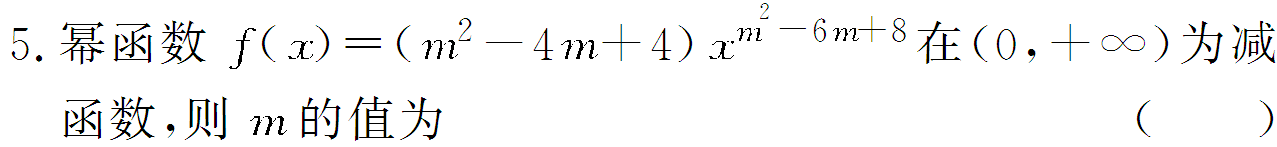 5. 幂函数 f(x)=(m²-4m+4)x^{m²-6m+8}在(0,+∞)为减
函数,则 m 的值为 (  )